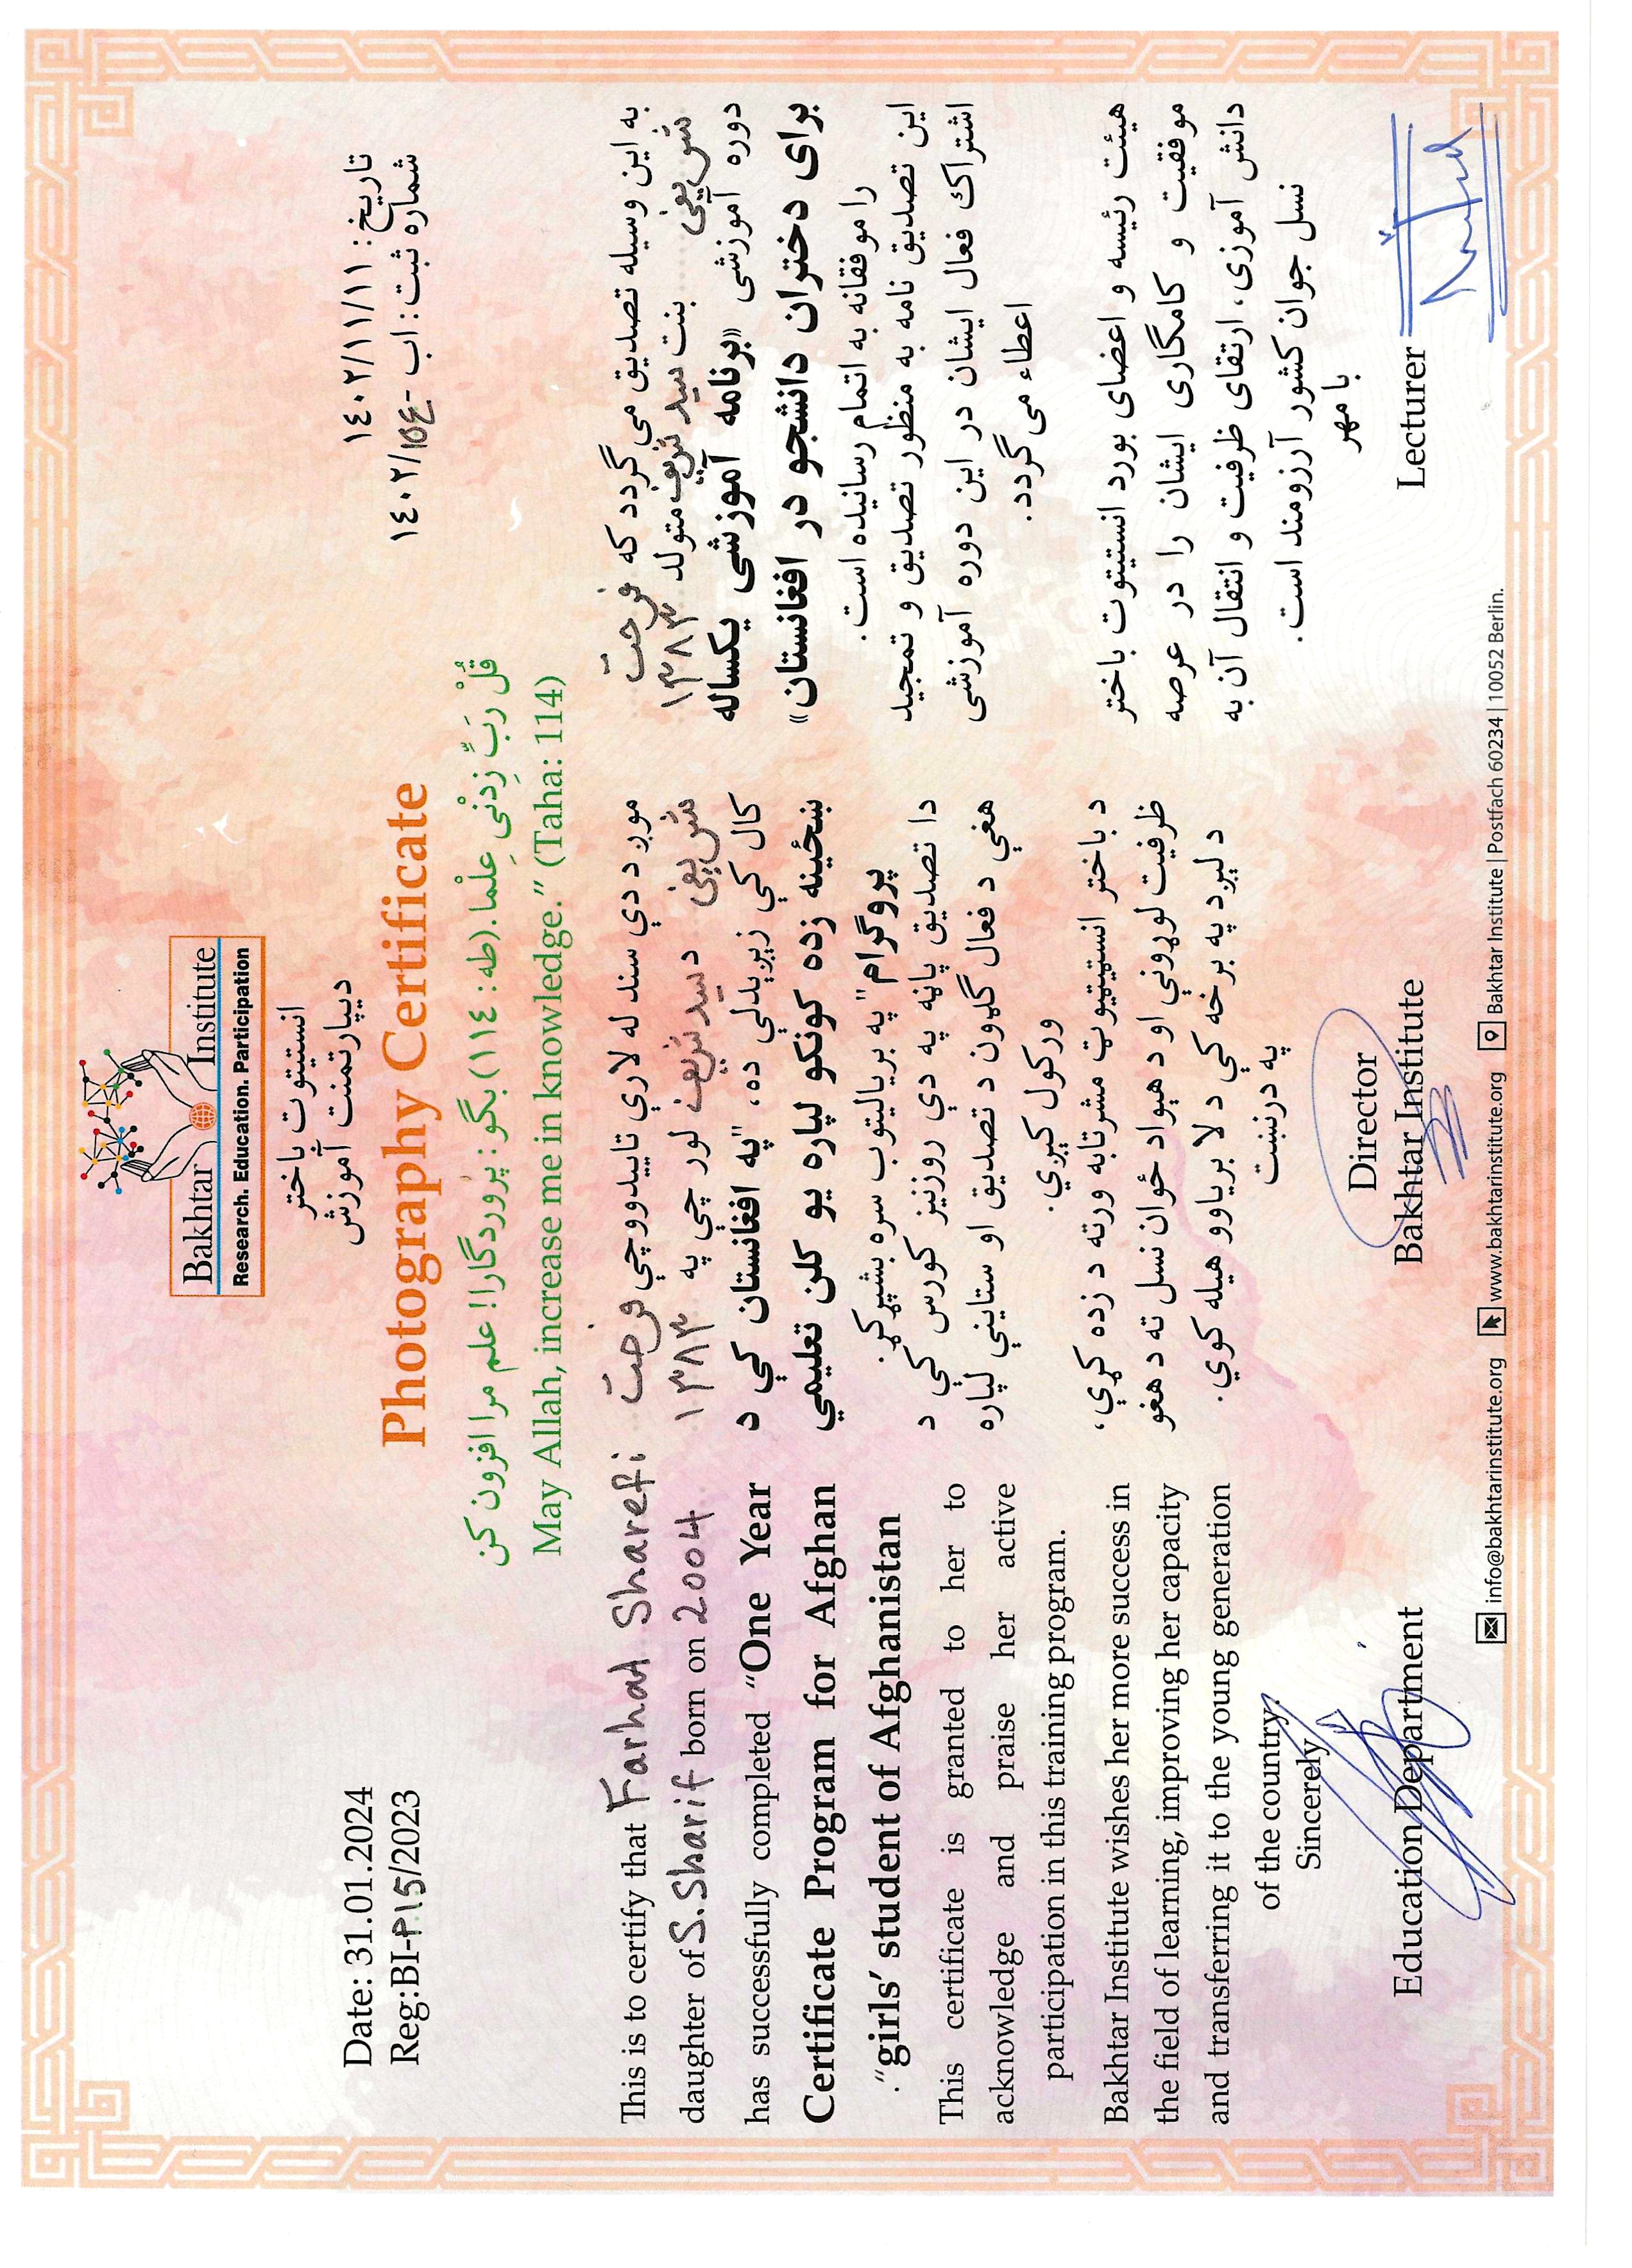 Bakhtar Institute
Research. Education. Participation
انستیتوت باختر
دیپارتمنت آموزش
Date: 31.01.2024
Reg:BI-P15/2023
Photography Certificate
تاریخ: ١٤٠٢/١١/١١
شماره ثبت: اب -/١٤٠٢
قُلْ رَبِّ زِدْنی عِلْما.(طه: ١١٤) بگو: پروردگارا! علم مرا افزون کن
May Allah, increase me in knowledge.” (Taha: 114)
This is to certify that Farhat Sharefi
daughter of S.Sharif born on 2004
has successfully completed “One Year
Certificate Program for Afghan
.“girls’ student of Afghanistan
This certificate is granted to her to
acknowledge and praise her active
participation in this training program.
Bakhtar Institute wishes her more success in
the field of learning, improving her capacity
and transferring it to the young generation
of the country.
Sincerely
Education Department
موږ د دې سند له لارې تاییدووچې فرحت
شریفی د سید شریف لور چې په ١٣٨٣
کال کې زیږېدلې ده، "په افغانستان کې د
ښځینه زده کونکو لپاره یو کلن تعلیمي
پروګرام" په بریالیتوب سره بشپړکړ.
دا تصدیق پاڼه په دې روزنیز کورس کې د
هغې د فعال ګډون د تصدیق او ستاینې لپاره
ورکول کېږي.
د باختر انستیټیوټ مشرتابه ورته د زده کړې،
ظرفیت لوړونې او د هېواد ځوان نسل ته د هغو
د لېږد په برخه کې د لا بریاوو هیله کوي.
په درنښت
Director
Bakhtar Institute
به این وسیله تصدیق می‌گردد که فرحت
شریفی بنت سید شریف متولد ١٣٨٣
دوره آموزشی «برنامه آموزشی یکساله
برای دختران دانشجو در افغانستان»
را موفقانه به اتمام رسانیده است.
این تصدیق نامه به منظور تصدیق و تمجید
اشتراك فعال ایشان در این دوره آموزشی
اعطاء می‌گردد.
هیئت رئیسه و اعضای بورد انستیتوت باختر
موفقیت و کامگاری ایشان را در عرصه
دانش آموزی، ارتقای ظرفیت و انتقال آن به
نسل جوان کشور آرزومند است.
با مهر
Lecturer
info@bakhtarinstitute.org www.bakhtarinstitute.org Bakhtar Institute | Postfach 60234 | 10052 Berlin.